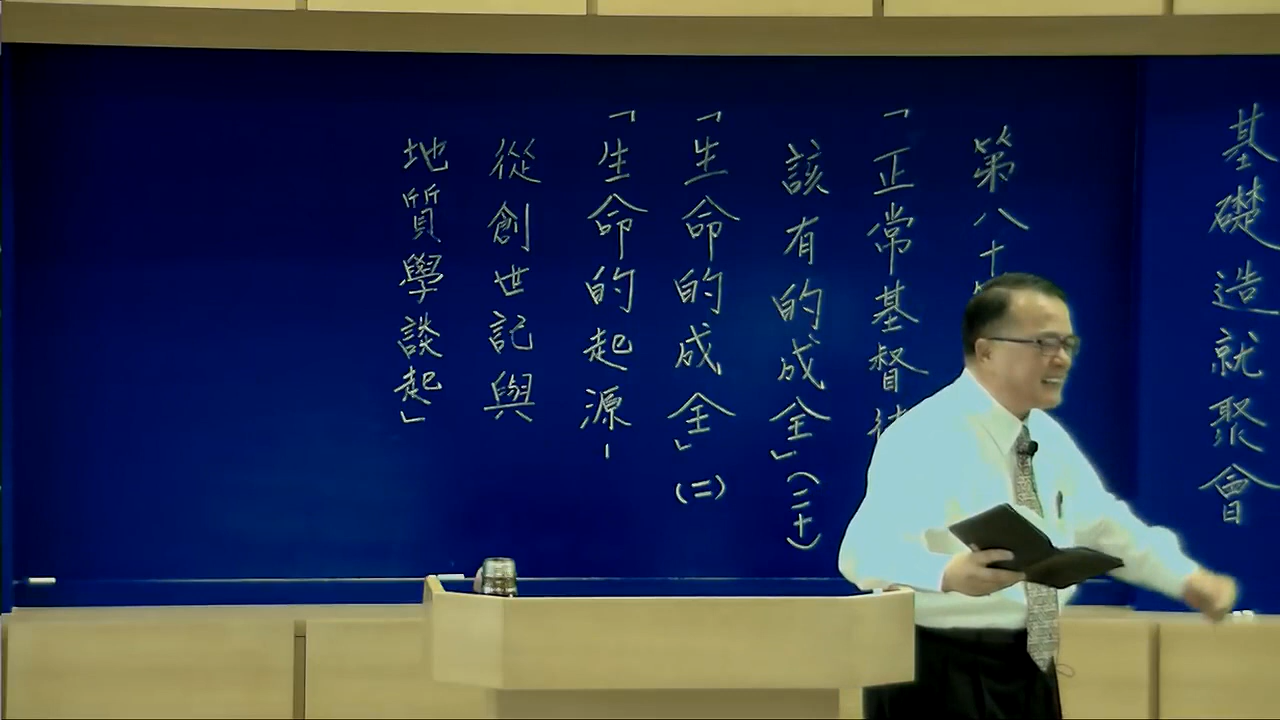 基礎造就聚會
第八十
「正常基督徒
該有的成全」(二十)
「生命的成全」(二)
「生命的起源-
從創世記與
地質學談起」